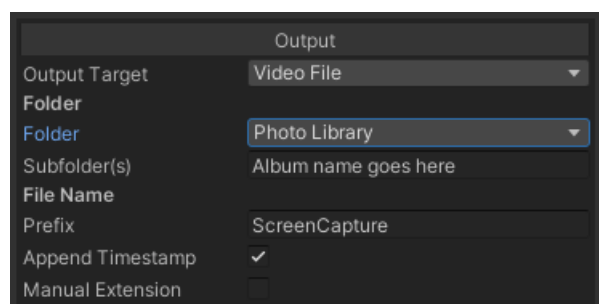 Output
Output Target Video File
Folder
Folder Photo Library
Subfolder(s) Album name goes here
File Name
Prefix ScreenCapture
Append Timestamp
Manual Extension